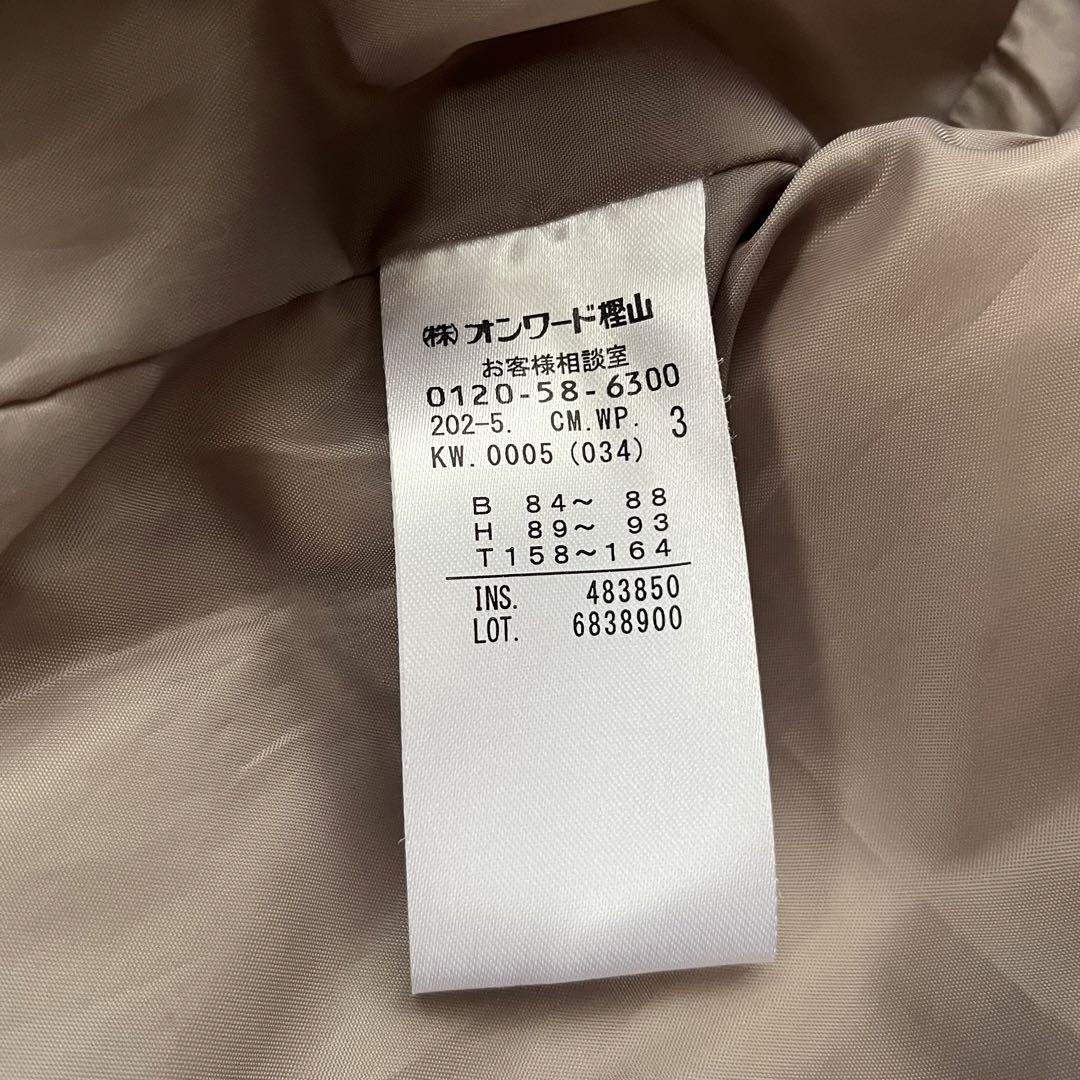 (株)オンワード樫山
お客様相談室
0120-58-6300
202-5. CM.WP. 3
KW.0005(034)
B 84～ 88
H 89～ 93
T158～164
INS. 483850
LOT. 6838900